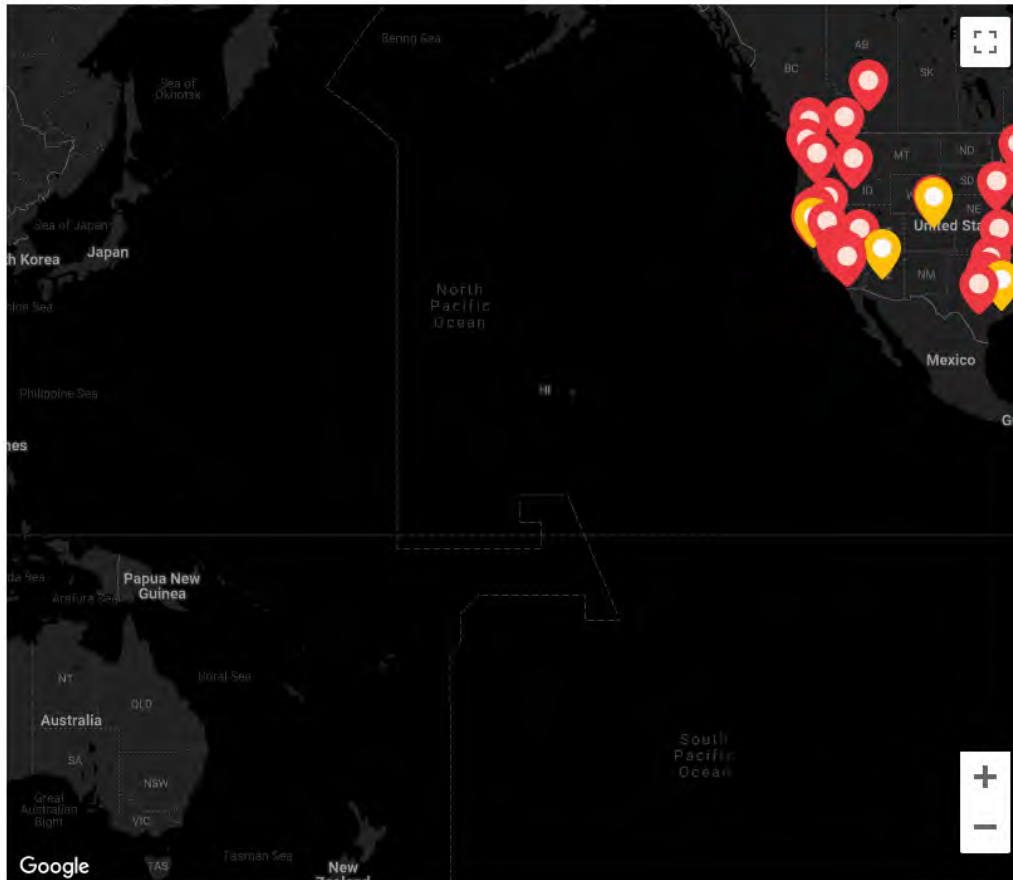 Bering Sea
AB
BC
SK
Sea of
Okhotsk
MT
ND
ID
SD
W
NE
Sea of Japan
United Sta
th Korea
Japan
NM
North
Pacific
Ocean
Mexico
HI
Philippine Sea
G
nes
Papua New
Guinea
Arafura Sea
NT
QLD
Australia
SA
NSW
South
Pacific
Ocean
Great
Australian
Bight
VIC
Tasman Sea
TAS
Google
New
Zealand